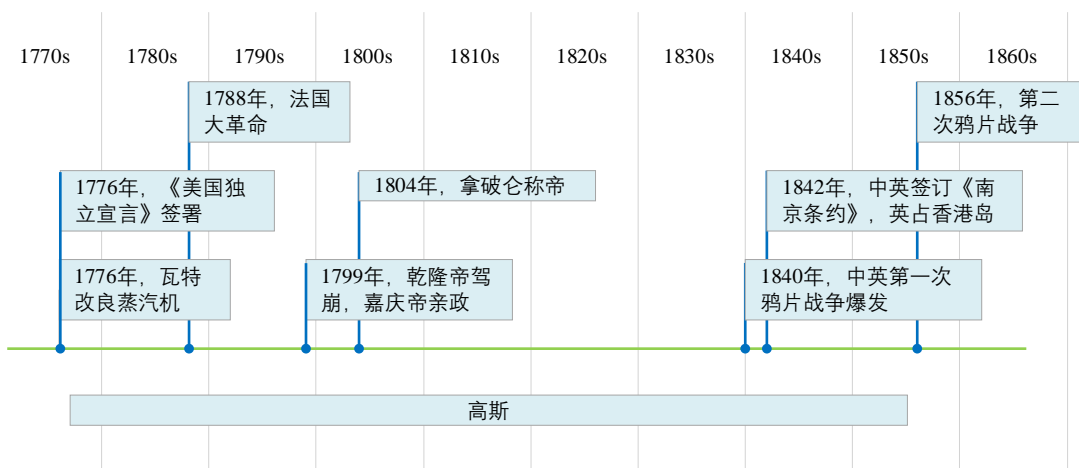 1770s 1780s 1790s 1800s 1810s 1820s 1830s 1840s 1850s 1860s
1788年，法国
大革命
1856年，第二
次鸦片战争
1776年，《美国独
立宣言》签署
1804年，拿破仑称帝
1842年，中英签订《南
京条约》，英占香港岛
1776年，瓦特
改良蒸汽机
1799年，乾隆帝驾
崩，嘉庆帝亲政
1840年，中英第一次
鸦片战争爆发
高斯